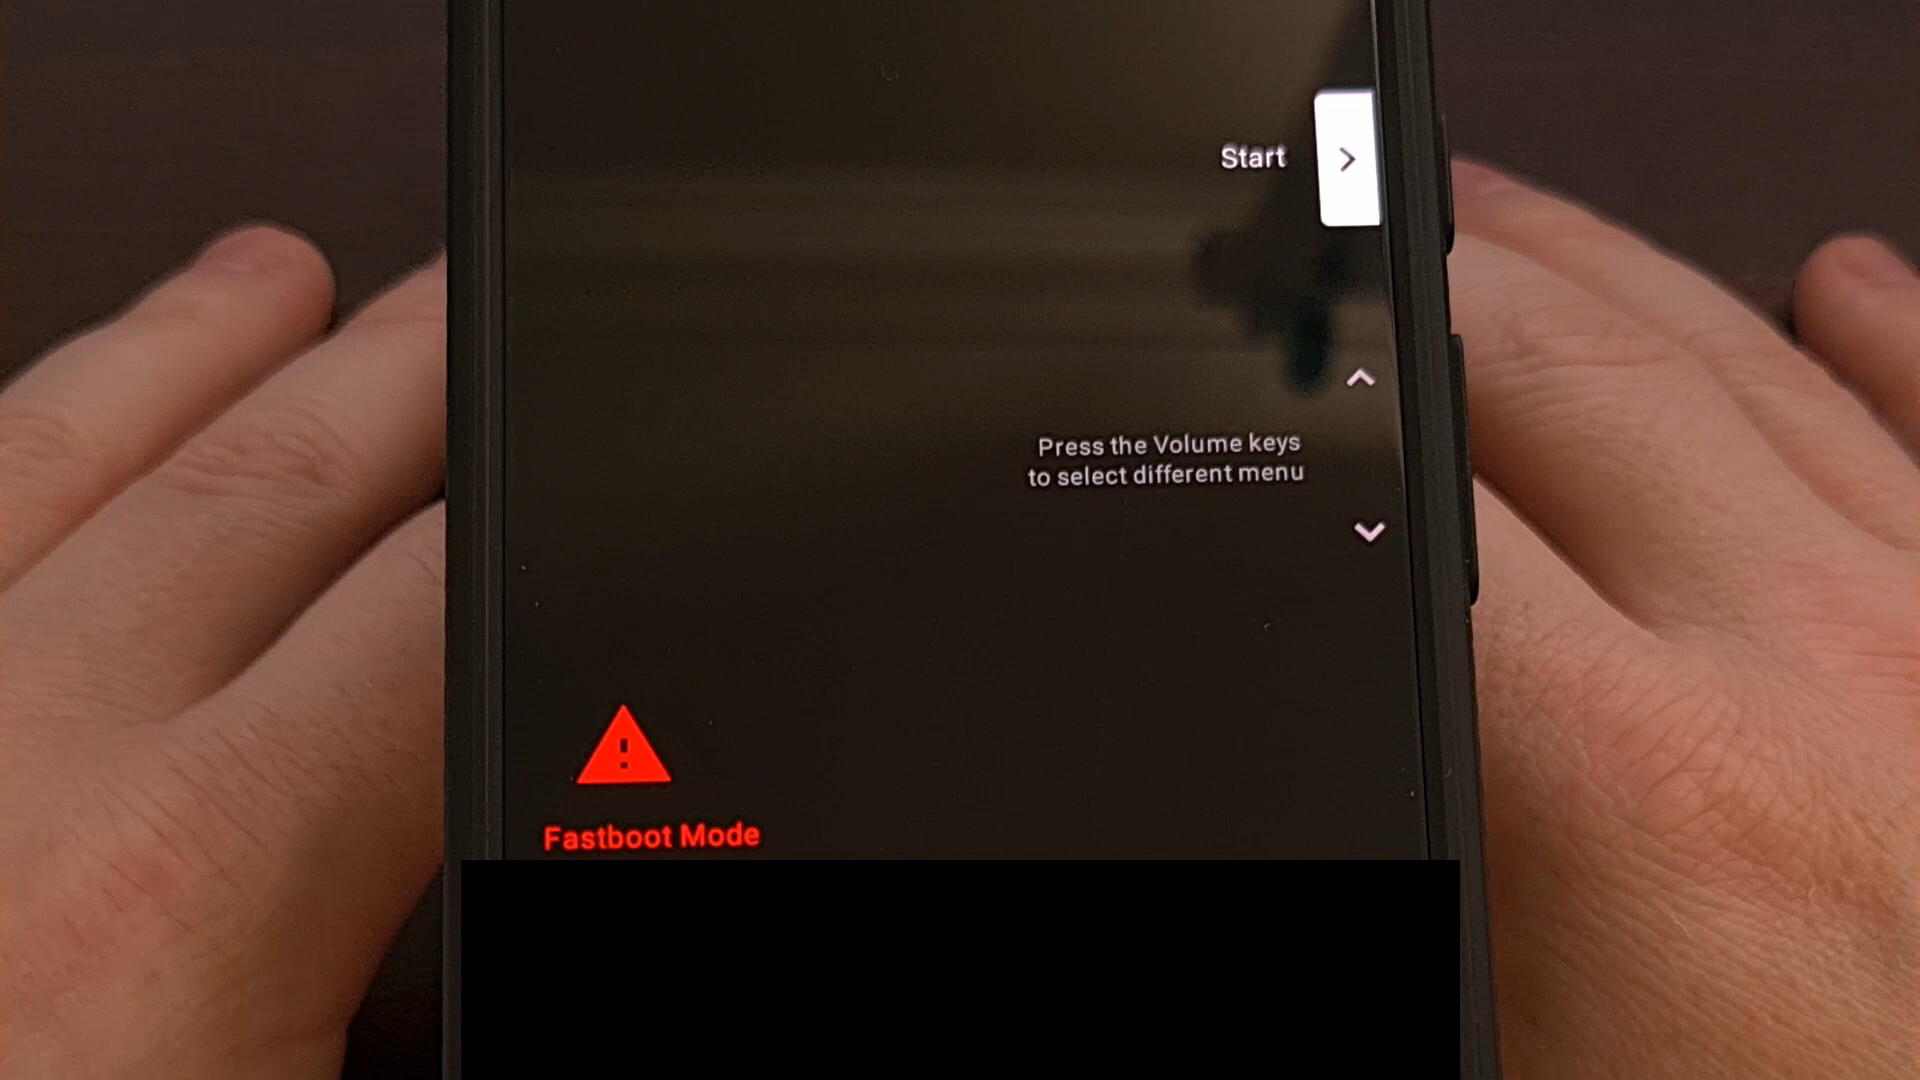 Start
Press the Volume keys
to select different menu
Fastboot Mode